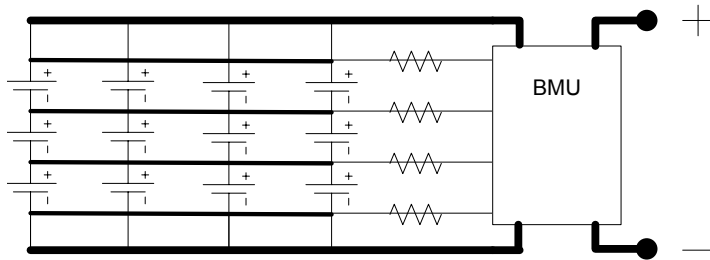 +
+ + + +
- - - -
BMU
+ + + +
- - - -
+ + + +
- - - -
-